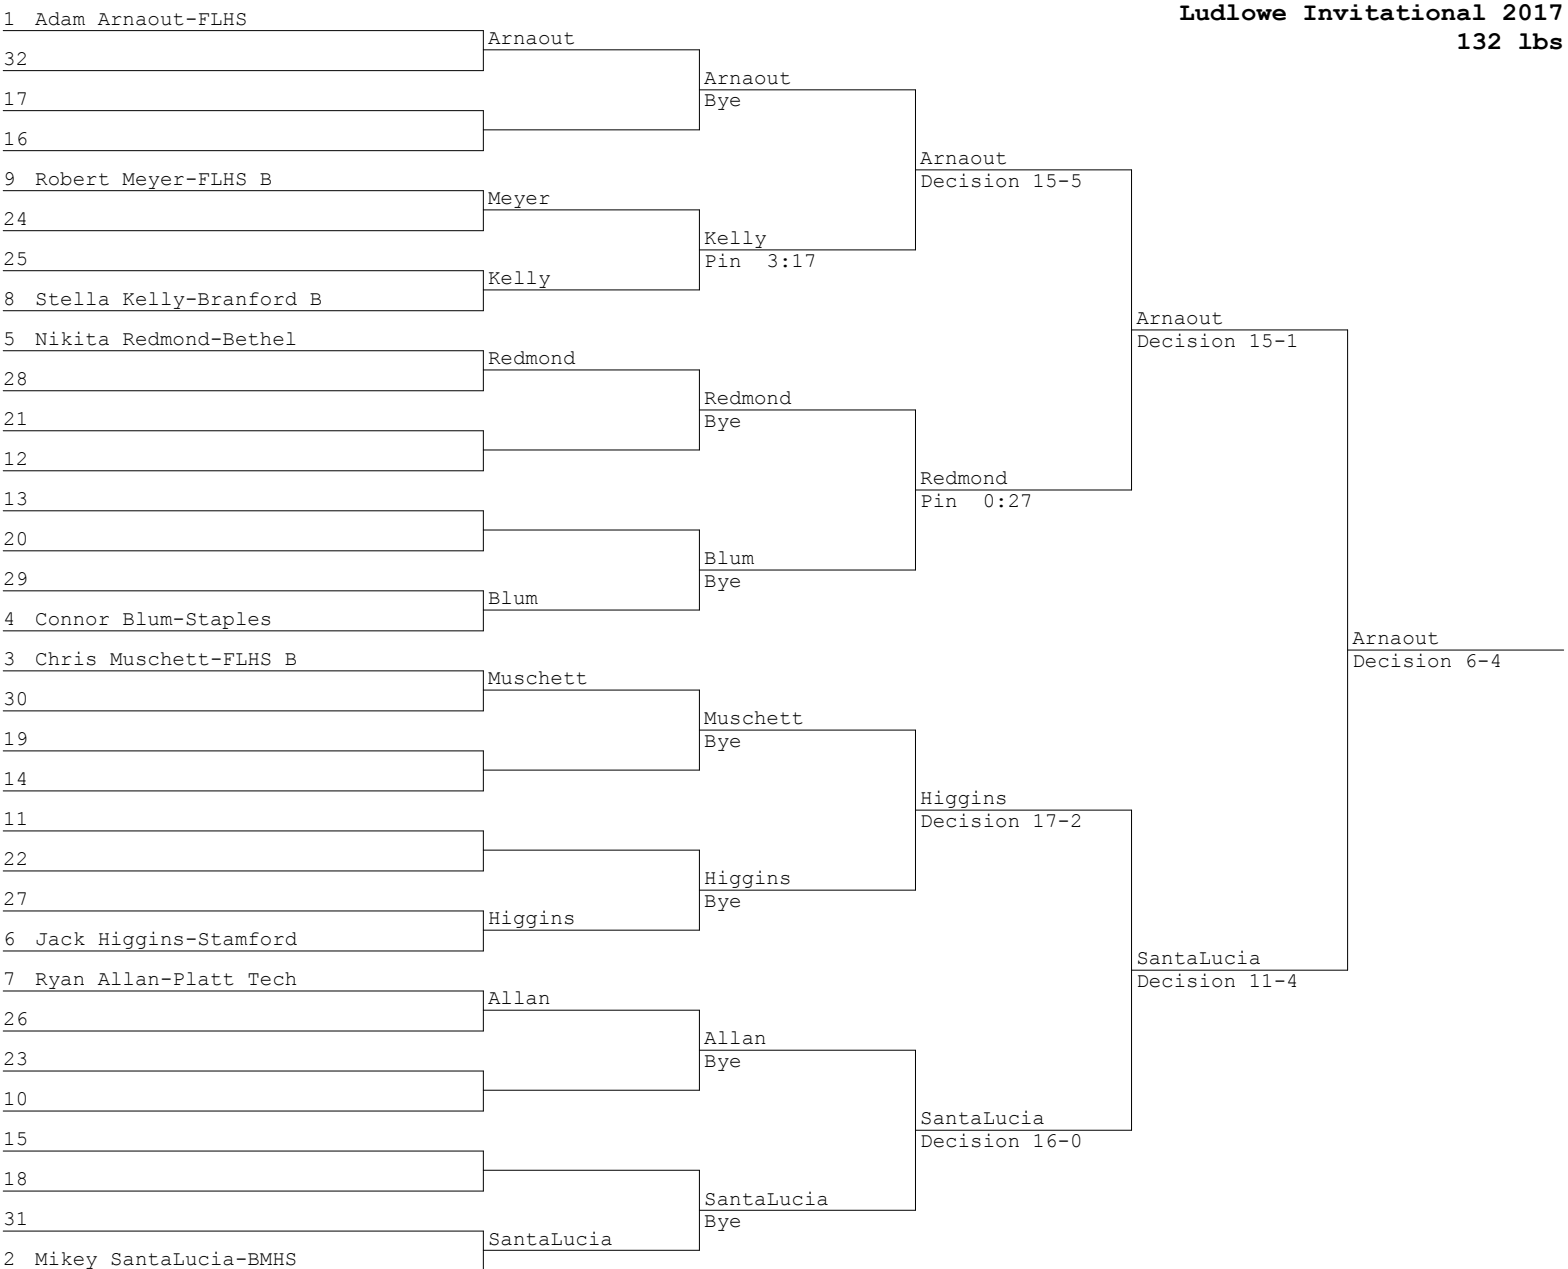 Ludlowe Invitational 2017
132 lbs
1 Adam Arnaout-FLHS
32
17
16
9 Robert Meyer-FLHS B
24
25
8 Stella Kelly-Branford B
5 Nikita Redmond-Bethel
28
21
12
13
20
29
4 Connor Blum-Staples
3 Chris Muschett-FLHS B
30
19
14
11
22
27
6 Jack Higgins-Stamford
7 Ryan Allan-Platt Tech
26
23
10
15
18
31
2 Mikey SantaLucia-BMHS
Arnaout
Meyer
Kelly
Redmond
Blum
Muschett
Higgins
Allan
SantaLucia
Arnaout
Bye
Kelly
Pin 3:17
Redmond
Bye
Blum
Bye
Muschett
Bye
Higgins
Bye
Allan
Bye
SantaLucia
Bye
Arnaout
Decision 15-5
Redmond
Pin 0:27
Higgins
Decision 17-2
SantaLucia
Decision 16-0
Arnaout
Decision 15-1
SantaLucia
Decision 11-4
Arnaout
Decision 6-4